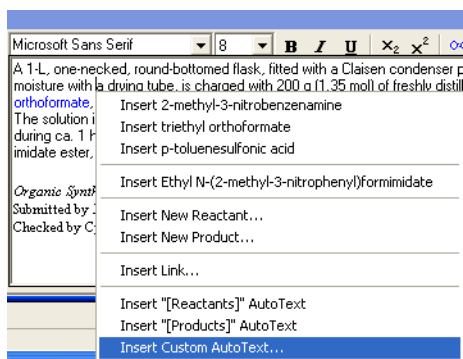 Microsoft Sans Serif 8 B I U X₂ X²
A 1-L, one-necked, round-bottomed flask, fitted with a Claisen condenser
moisture with a drying tube, is charged with 200 g (1.35 mol) of freshly
orthoformate,
The solution
during ca. 1
imidate ester,
Organic
Submitted by
Checked by
Insert 2-methyl-3-nitrobenzenamine
Insert triethyl orthoformate
Insert p-toluenesulfonic acid
Insert Ethyl N-(2-methyl-3-nitrophenyl)formimidate
Insert New Reactant...
Insert New Product...
Insert Link...
Insert "[Reactants]" AutoText
Insert "[Products]" AutoText
Insert Custom AutoText...